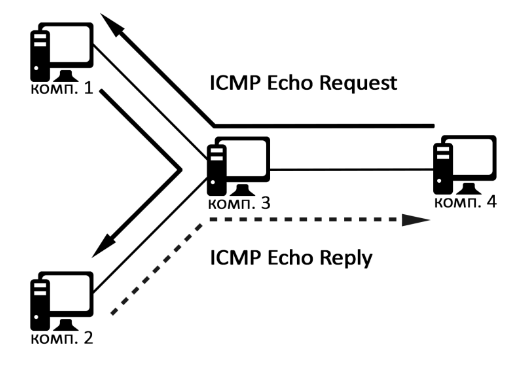 ICMP Echo Request
комп. 1
комп. 3
комп. 4
ICMP Echo Reply
комп. 2